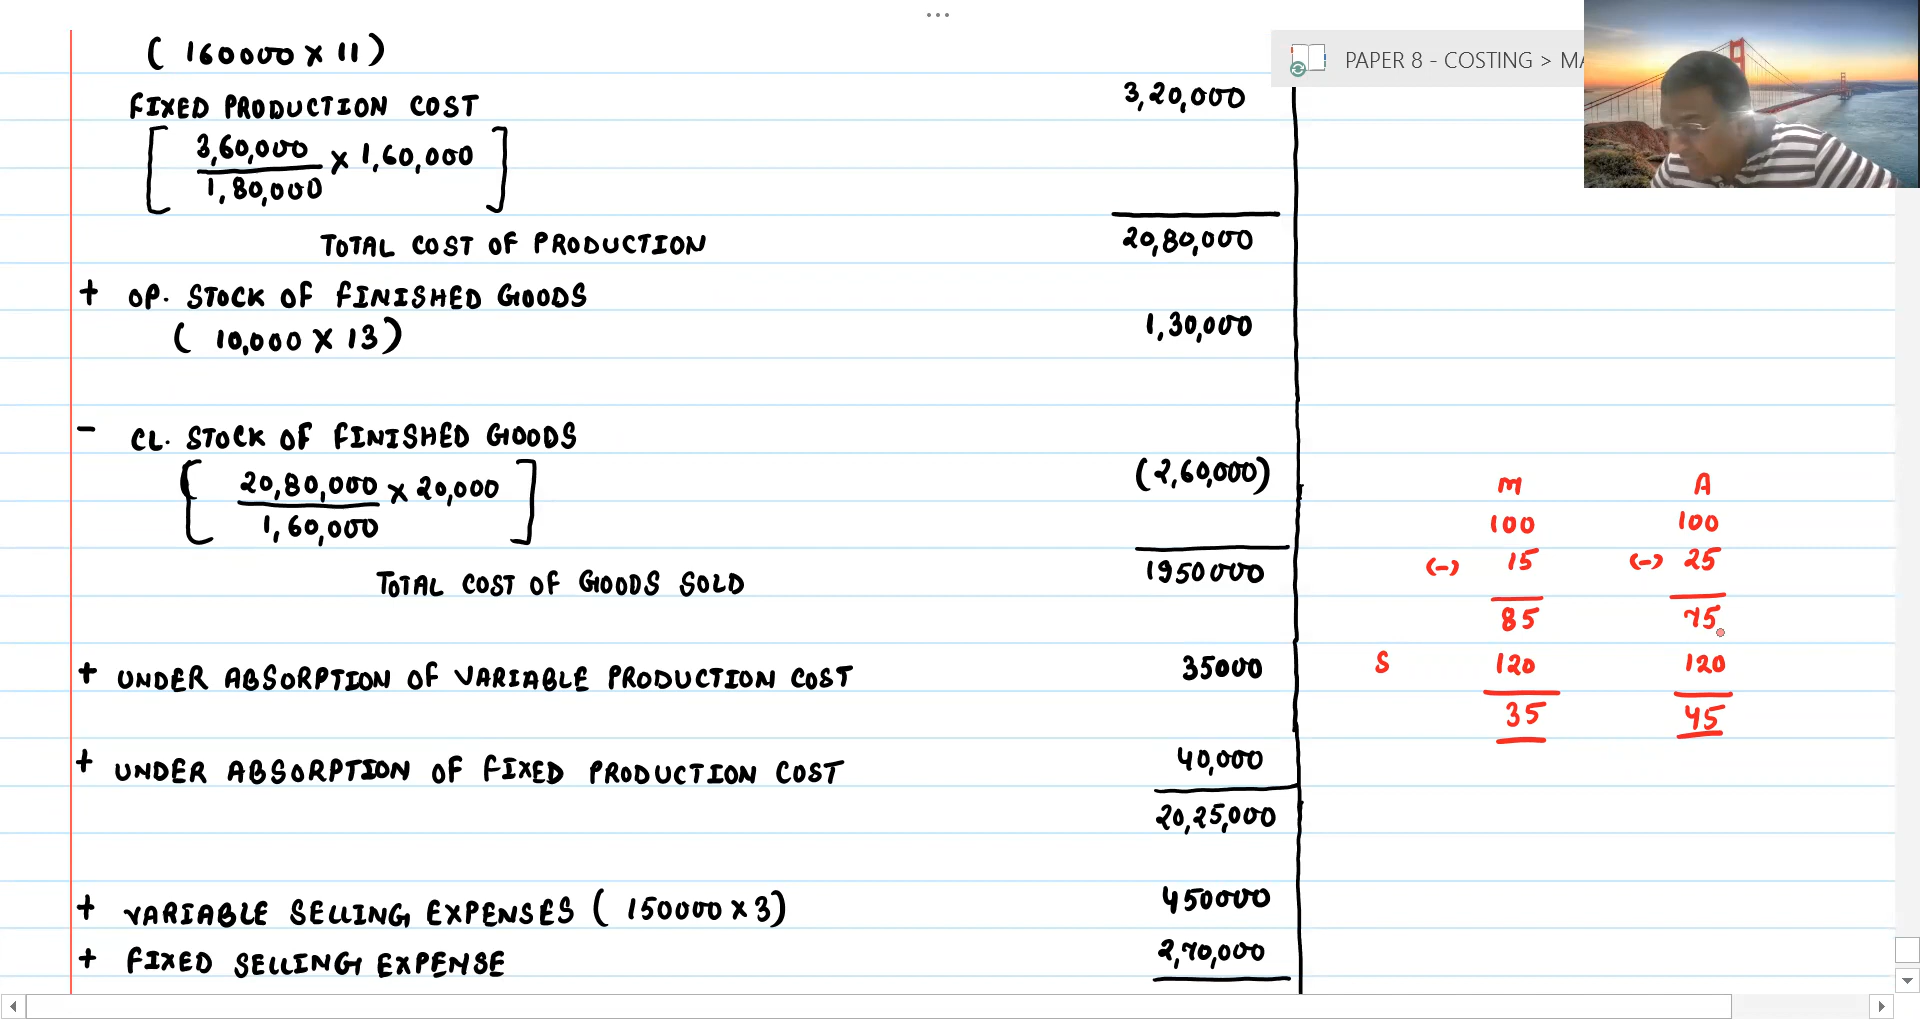 ( 160000 x 11 )
PAPER 8 - COSTING > MA
FIXED PRODUCTION COST 3,20,000
[ 3,60,000 x 1,60,000 ]
1,80,000
TOTAL COST OF PRODUCTION 20,80,000
+ OP. STOCK OF FINISHED GOODS
( 10,000 x 13 ) 1,30,000
- CL. STOCK OF FINISHED GOODS
(2,60,000)
[ 20,80,000 x 20,000 ]
1,60,000
TOTAL COST OF GOODS SOLD 1950000
+ UNDER ABSORPTION OF VARIABLE PRODUCTION COST 35000
+ UNDER ABSORPTION OF FIXED PRODUCTION COST 40,000
20,25,000
+ VARIABLE SELLING EXPENSES ( 150000 x 3 ) 450000
+ FIXED SELLING EXPENSE 2,70,000
M A
100 100
(-) 15 (-) 25
85 75
S 120 120
35 45